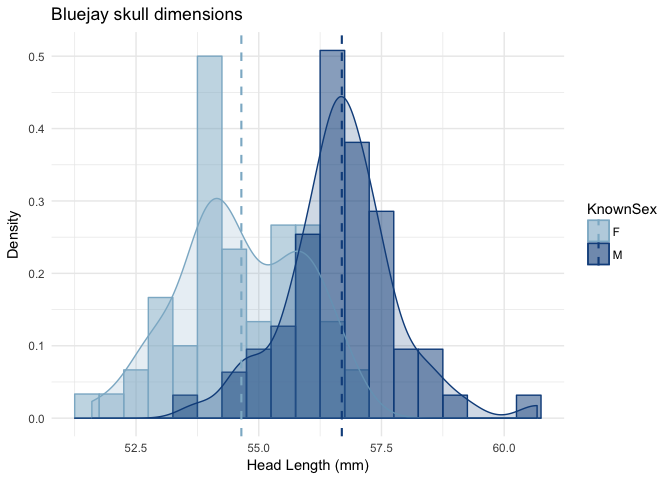 Bluejay skull dimensions
0.5
0.4
0.3
0.2
0.1
0.0
Density
52.5 55.0 57.5 60.0
Head Length (mm)
KnownSex
F
M